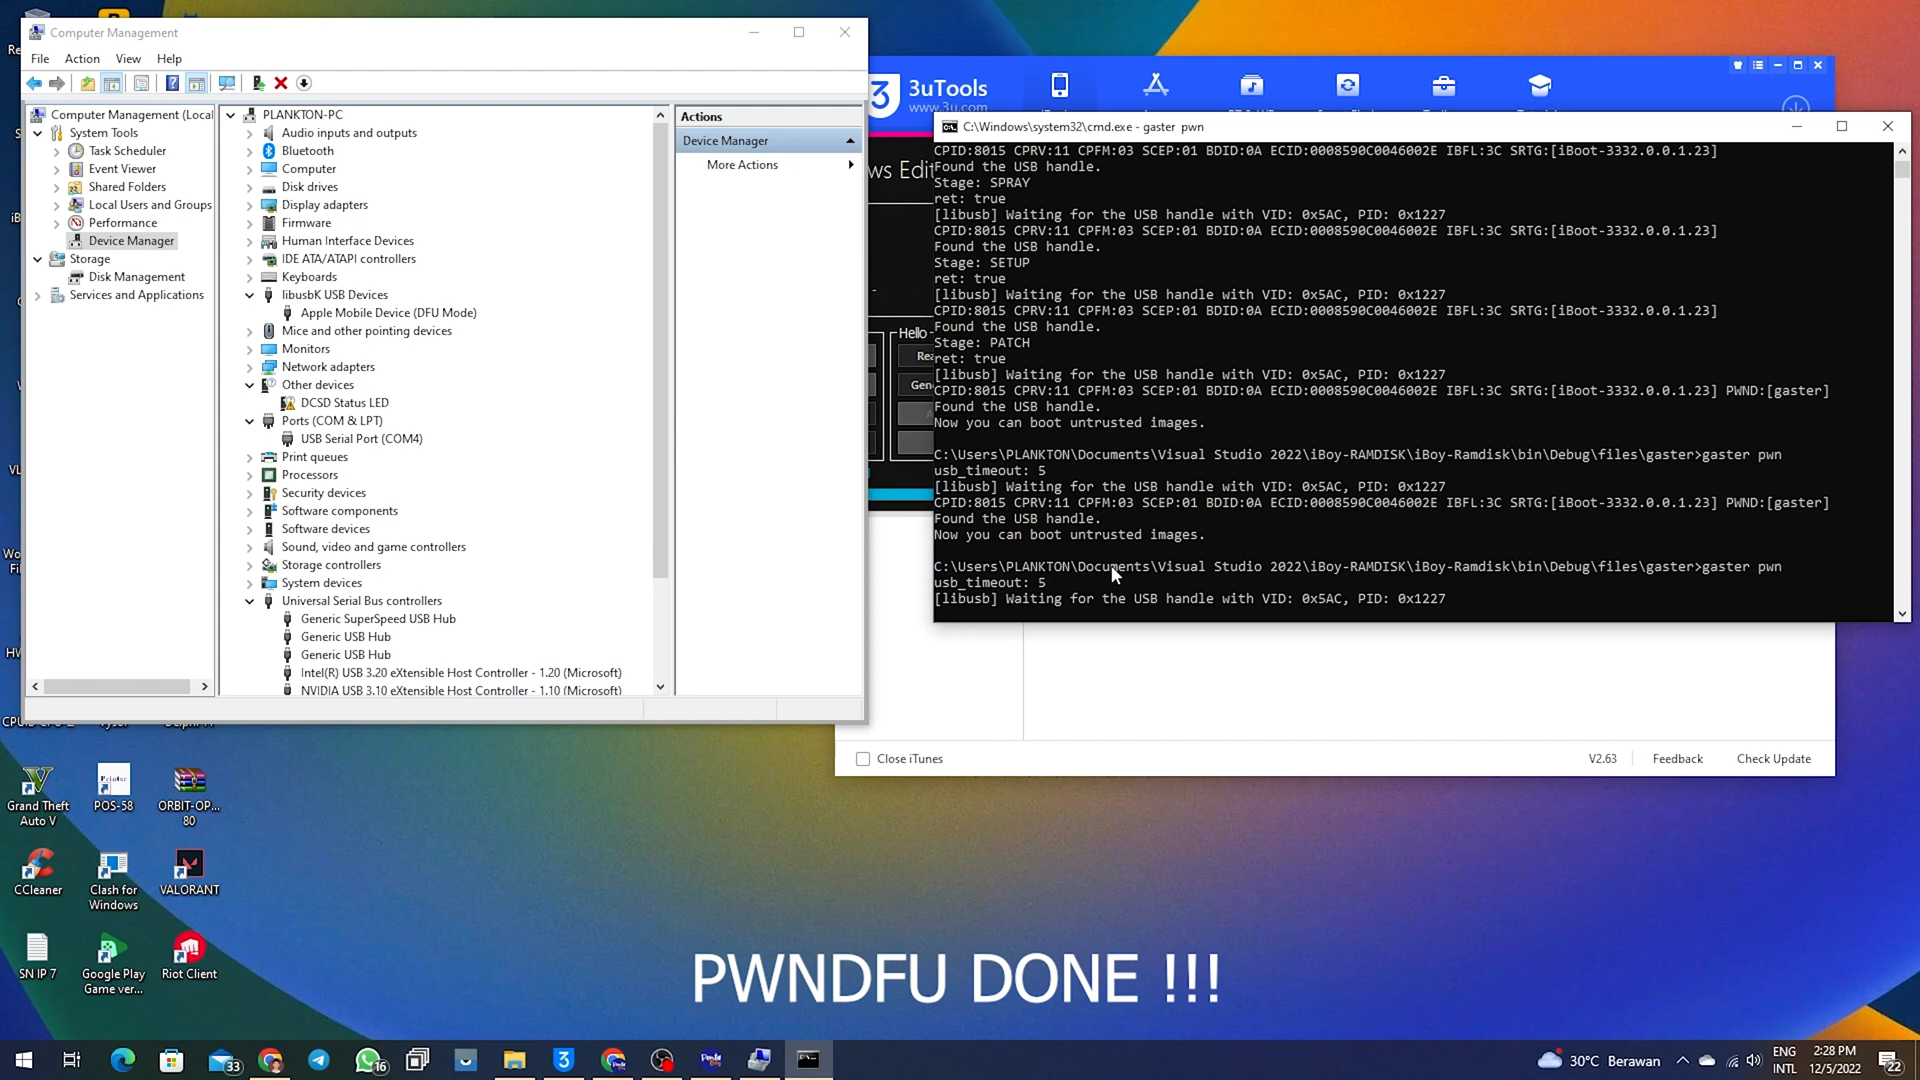 Computer Management
File Action View Help
Computer Management (Local
System Tools
Task Scheduler
Event Viewer
Shared Folders
Local Users and Groups
Performance
Device Manager
Storage
Disk Management
Services and Applications
PLANKTON-PC
Audio inputs and outputs
Bluetooth
Computer
Disk drives
Display adapters
Firmware
Human Interface Devices
IDE ATA/ATAPI controllers
Keyboards
libusbK USB Devices
Apple Mobile Device (DFU Mode)
Mice and other pointing devices
Monitors
Network adapters
Other devices
DCSD Status LED
Ports (COM & LPT)
USB Serial Port (COM4)
Print queues
Processors
Security devices
Software components
Software devices
Sound, video and game controllers
Storage controllers
System devices
Universal Serial Bus controllers
Generic SuperSpeed USB Hub
Generic USB Hub
Generic USB Hub
Intel(R) USB 3.20 eXtensible Host Controller - 1.20 (Microsoft)
NVIDIA USB 3.10 eXtensible Host Controller - 1.10 (Microsoft)
Actions
Device Manager
More Actions
3uTools
www.3u.com
C:\Windows\system32\cmd.exe - gaster pwn
CPID:8015 CPRV:11 CPFM:03 SCEP:01 BDID:0A ECID:0008590C0046002E IBFL:3C SRTG:[iBoot-3332.0.0.1.23]
Found the USB handle.
Stage: SPRAY
ret: true
[libusb] Waiting for the USB handle with VID: 0x5AC, PID: 0x1227
CPID:8015 CPRV:11 CPFM:03 SCEP:01 BDID:0A ECID:0008590C0046002E IBFL:3C SRTG:[iBoot-3332.0.0.1.23]
Found the USB handle.
Stage: SETUP
ret: true
[libusb] Waiting for the USB handle with VID: 0x5AC, PID: 0x1227
CPID:8015 CPRV:11 CPFM:03 SCEP:01 BDID:0A ECID:0008590C0046002E IBFL:3C SRTG:[iBoot-3332.0.0.1.23]
Found the USB handle.
Stage: PATCH
ret: true
[libusb] Waiting for the USB handle with VID: 0x5AC, PID: 0x1227
CPID:8015 CPRV:11 CPFM:03 SCEP:01 BDID:0A ECID:0008590C0046002E IBFL:3C SRTG:[iBoot-3332.0.0.1.23] PWND:[gaster]
Found the USB handle.
Now you can boot untrusted images.
C:\Users\PLANKTON\Documents\Visual Studio 2022\iBoy-RAMDISK\iBoy-Ramdisk\bin\Debug\files\gaster>gaster pwn
usb_timeout: 5
[libusb] Waiting for the USB handle with VID: 0x5AC, PID: 0x1227
CPID:8015 CPRV:11 CPFM:03 SCEP:01 BDID:0A ECID:0008590C0046002E IBFL:3C SRTG:[iBoot-3332.0.0.1.23] PWND:[gaster]
Found the USB handle.
Now you can boot untrusted images.
C:\Users\PLANKTON\Documents\Visual Studio 2022\iBoy-RAMDISK\iBoy-Ramdisk\bin\Debug\files\gaster>gaster pwn
usb_timeout: 5
[libusb] Waiting for the USB handle with VID: 0x5AC, PID: 0x1227
ws Edit
Hello
Rea
Gen
Close iTunes
V2.63
Feedback
Check Update
Grand Theft
Auto V
POS-58
ORBIT-OP...
80
CCleaner
Clash for
Windows
VALORANT
SN IP 7
Google Play
Game ver...
Riot Client
PWNDFU DONE !!!
33
16
30°C Berawan
ENG
INTL
2:28 PM
12/5/2022
22